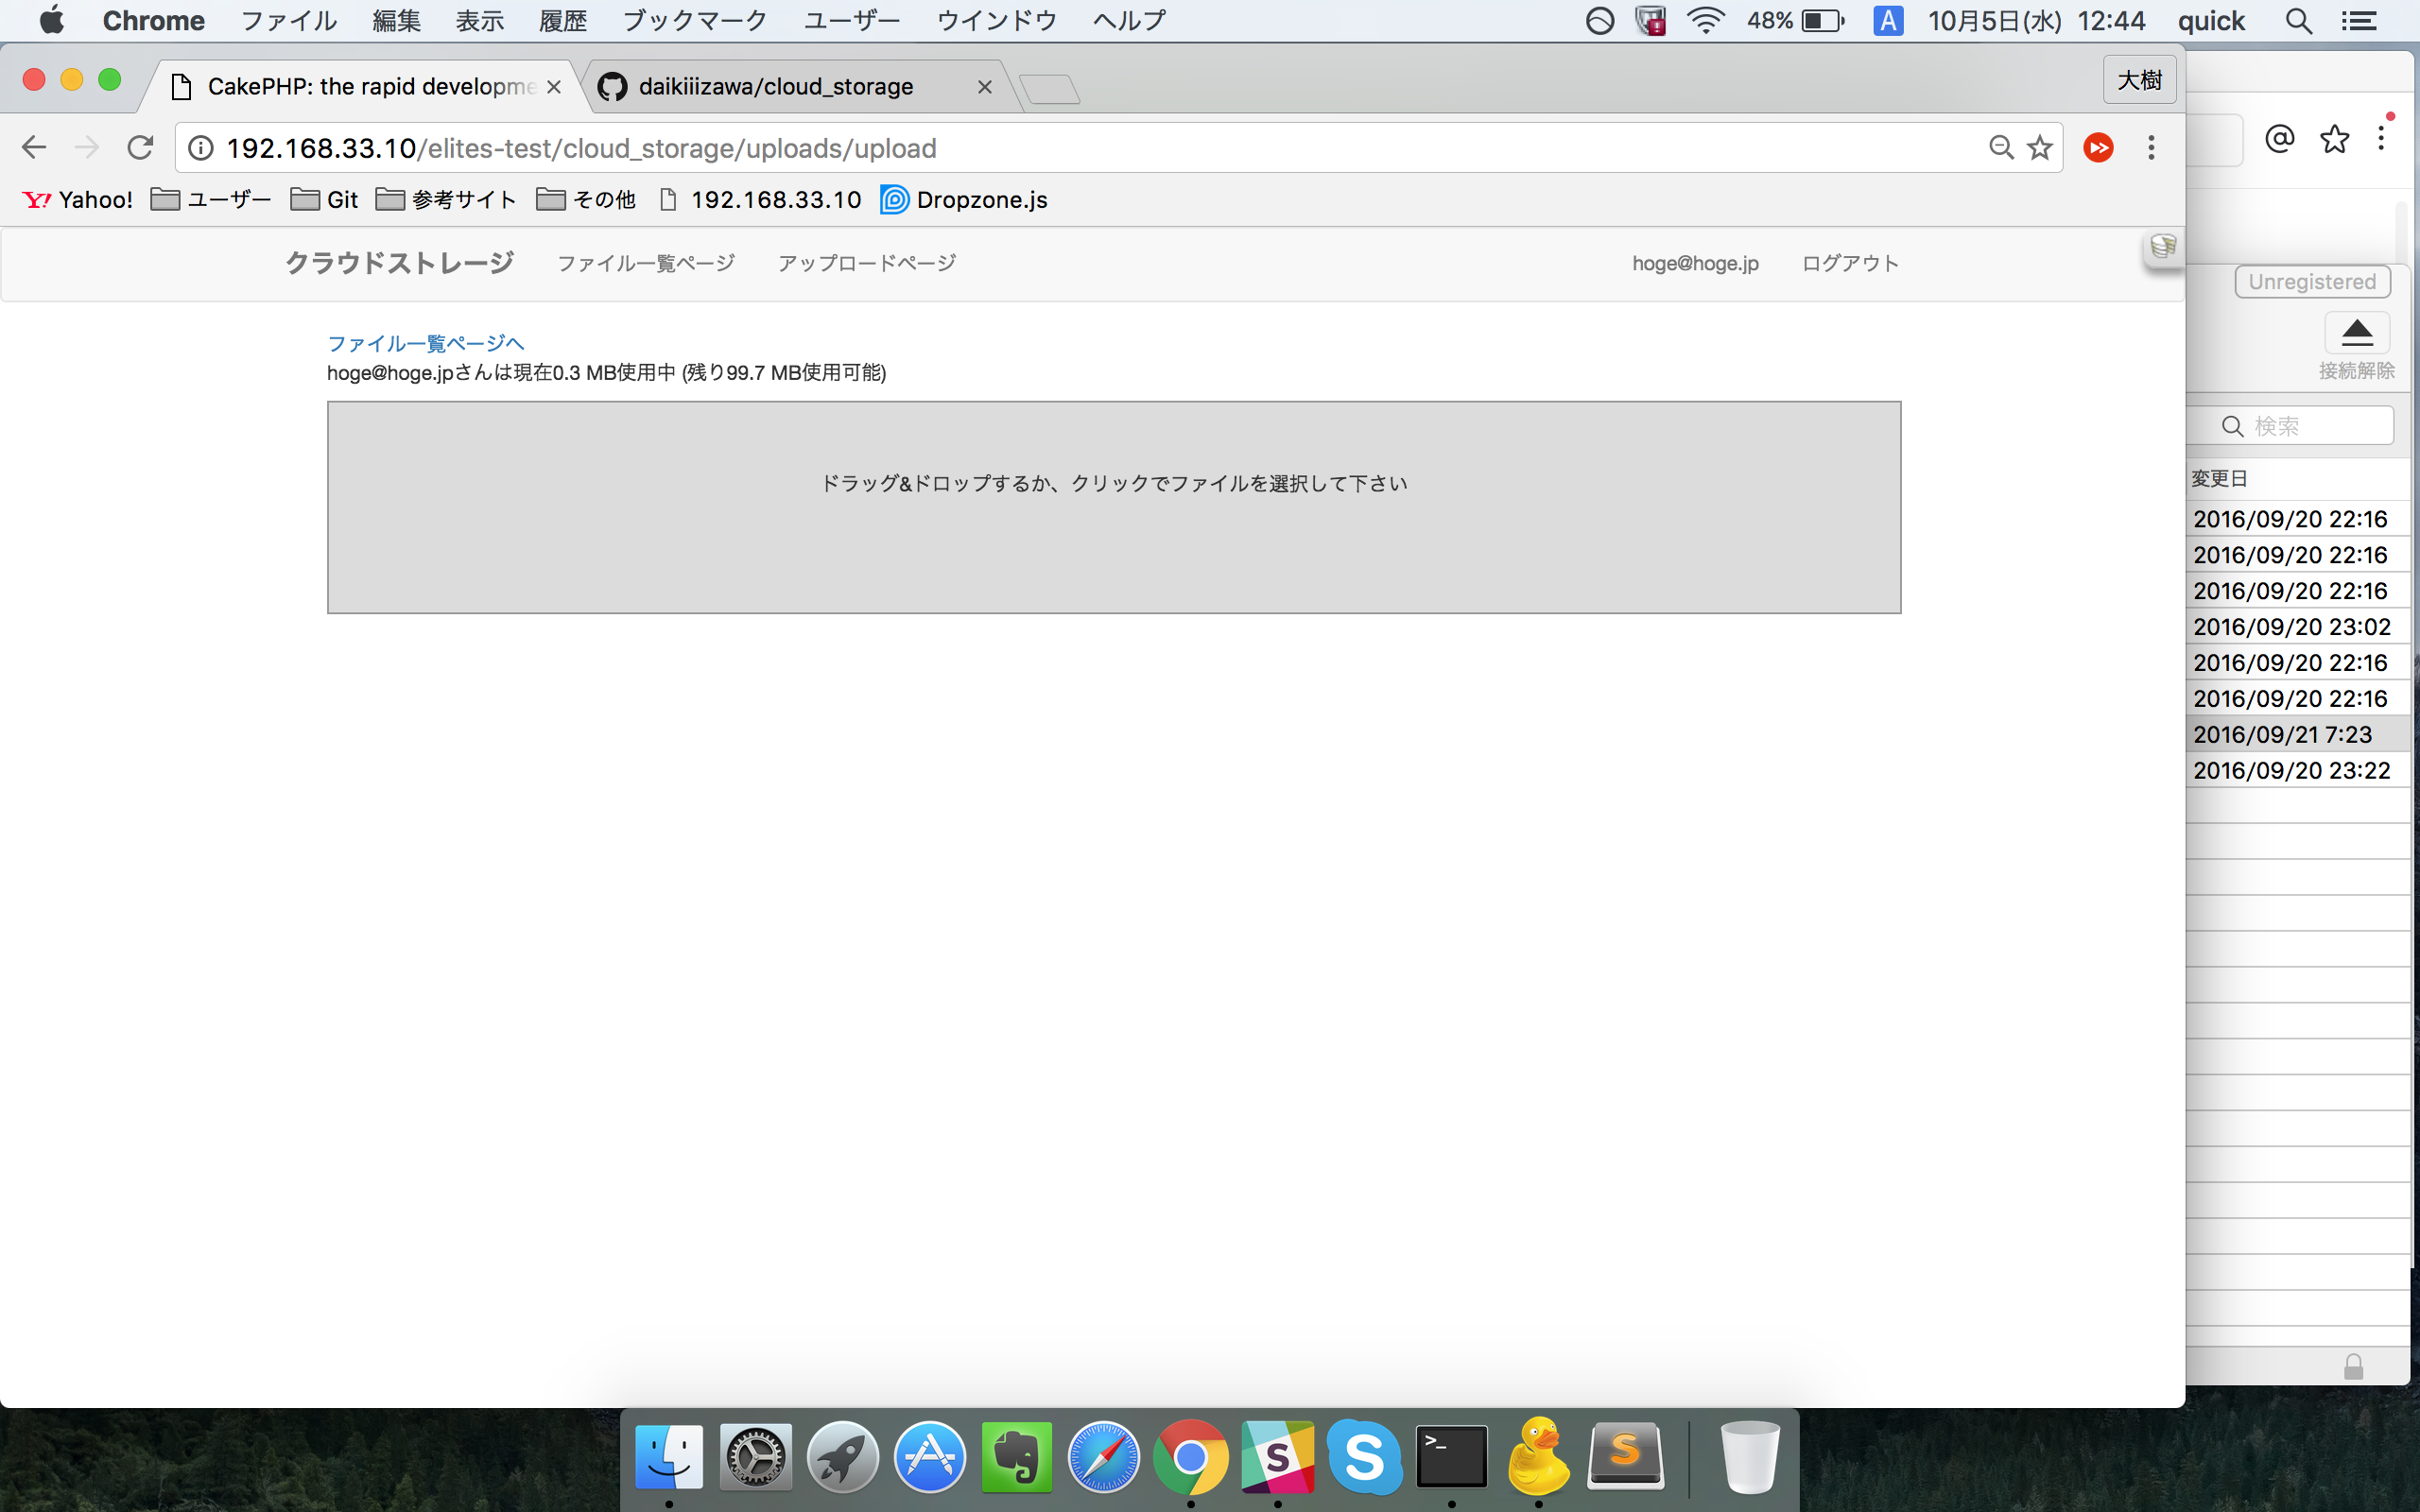 Chrome ファイル 編集 表示 履歴 ブックマーク ユーザー ウインドウ ヘルプ 48% A 10月5日(水) 12:44 quick
CakePHP: the rapid developme daikiiizawa/cloud_storage 大樹
192.168.33.10/elites-test/cloud_storage/uploads/upload
Yahoo! ユーザー Git 参考サイト その他 192.168.33.10 Dropzone.js
クラウドストレージ ファイル一覧ページ アップロードページ hoge@hoge.jp ログアウト
ファイル一覧ページへ
hoge@hoge.jpさんは現在0.3 MB使用中 (残り99.7 MB使用可能)
ドラッグ&ドロップするか、クリックでファイルを選択して下さい
Unregistered
接続解除
検索
変更日
2016/09/20 22:16
2016/09/20 22:16
2016/09/20 22:16
2016/09/20 23:02
2016/09/20 22:16
2016/09/20 22:16
2016/09/21 7:23
2016/09/20 23:22